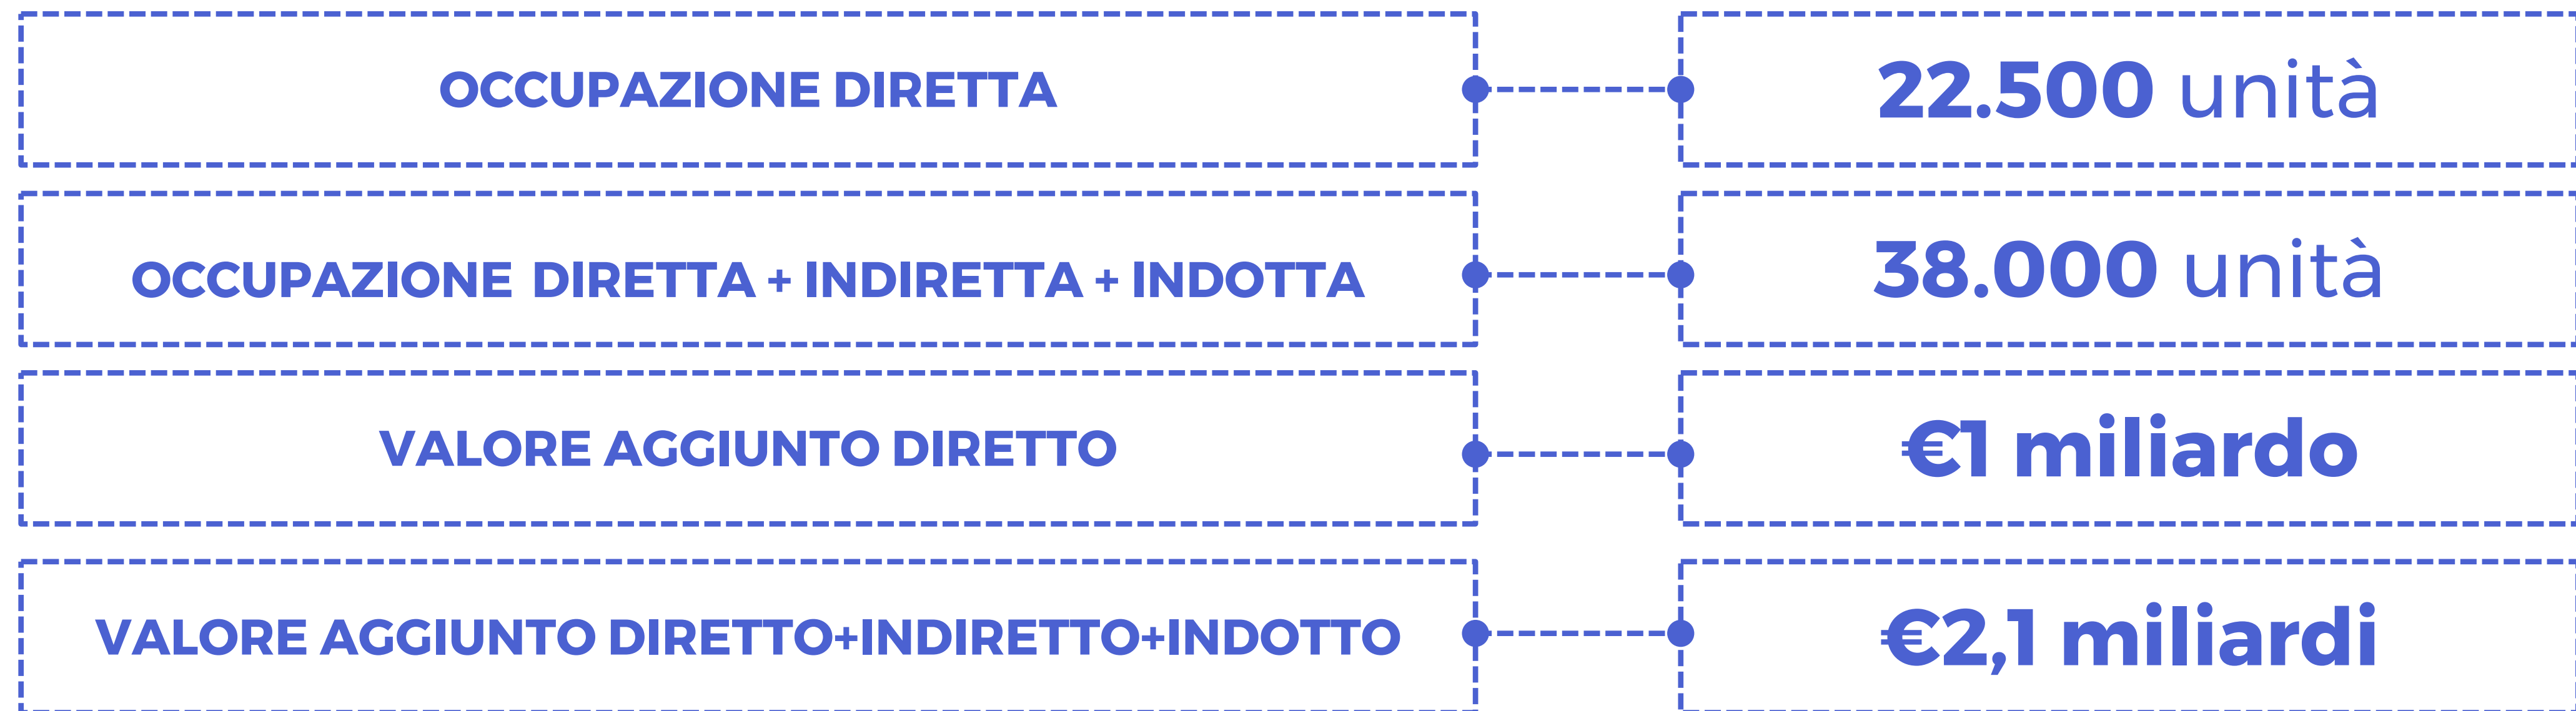 OCCUPAZIONE DIRETTA
22.500 unità
OCCUPAZIONE DIRETTA + INDIRETTA + INDOTTA
38.000 unità
VALORE AGGIUNTO DIRETTO
€1 miliardo
VALORE AGGIUNTO DIRETTO+INDIRETTO+INDOTTO
€2,1 miliardi